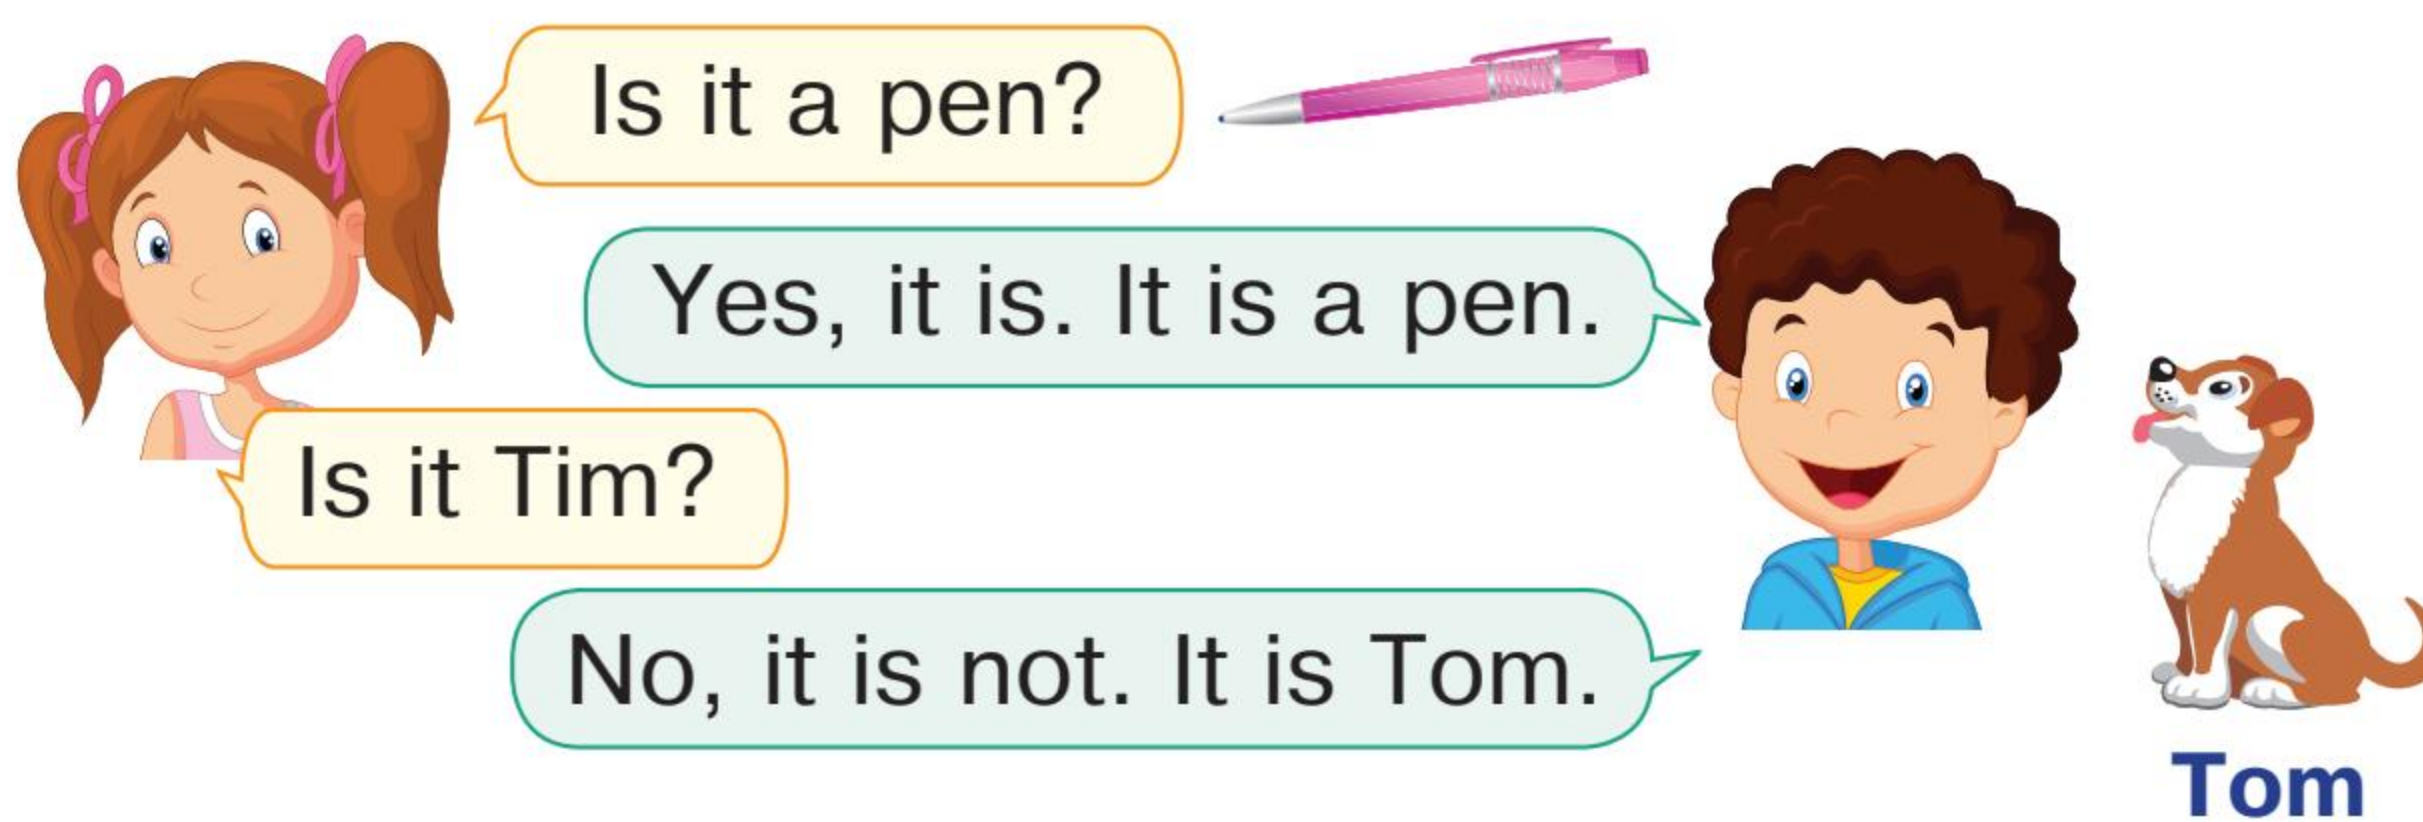 Is it a pen?
Yes, it is. It is a pen.
Is it Tim?
No, it is not. It is Tom.
Tom